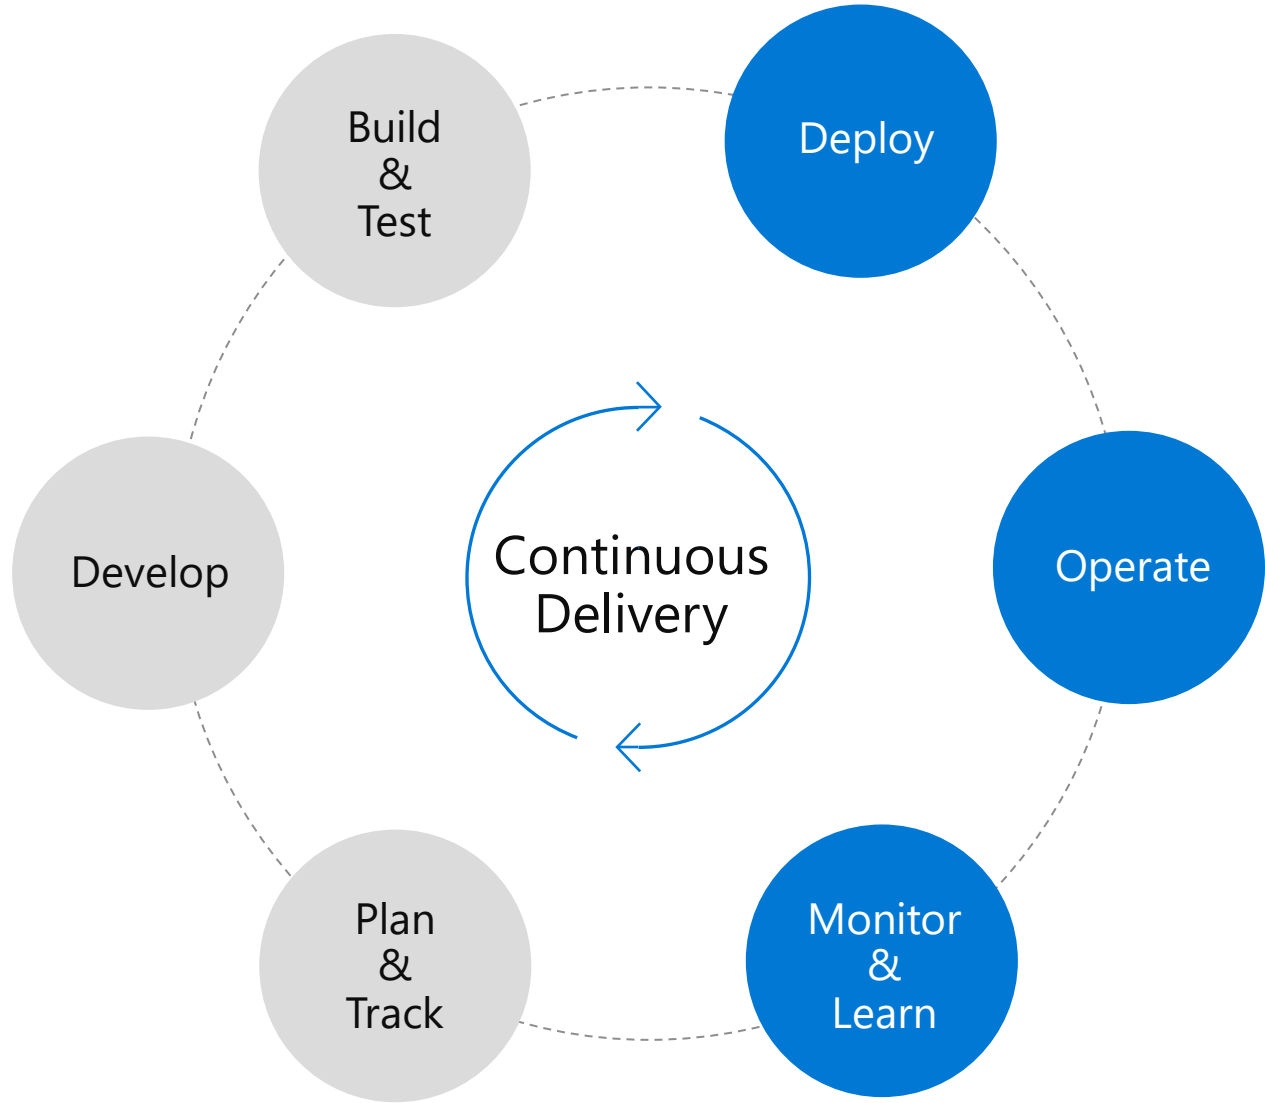 Build
&
Test
Deploy
Develop
Continuous
Delivery
Operate
Plan
&
Track
Monitor
&
Learn